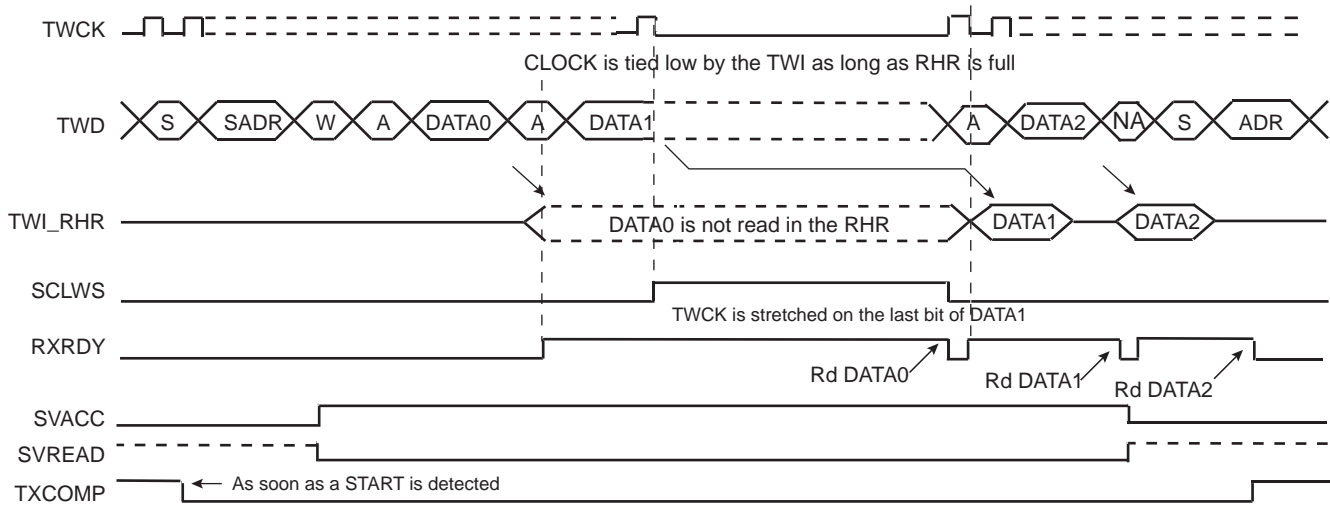 TWCK
CLOCK is tied low by the TWI as long as RHR is full
TWD S SADR W A DATA0 A DATA1 A DATA2 NA S ADR
TWI_RHR DATA0 is not read in the RHR DATA1 DATA2
SCLWS
TWCK is stretched on the last bit of DATA1
RXRDY
Rd DATA0 Rd DATA1 Rd DATA2
SVACC
SVREAD
TXCOMP As soon as a START is detected